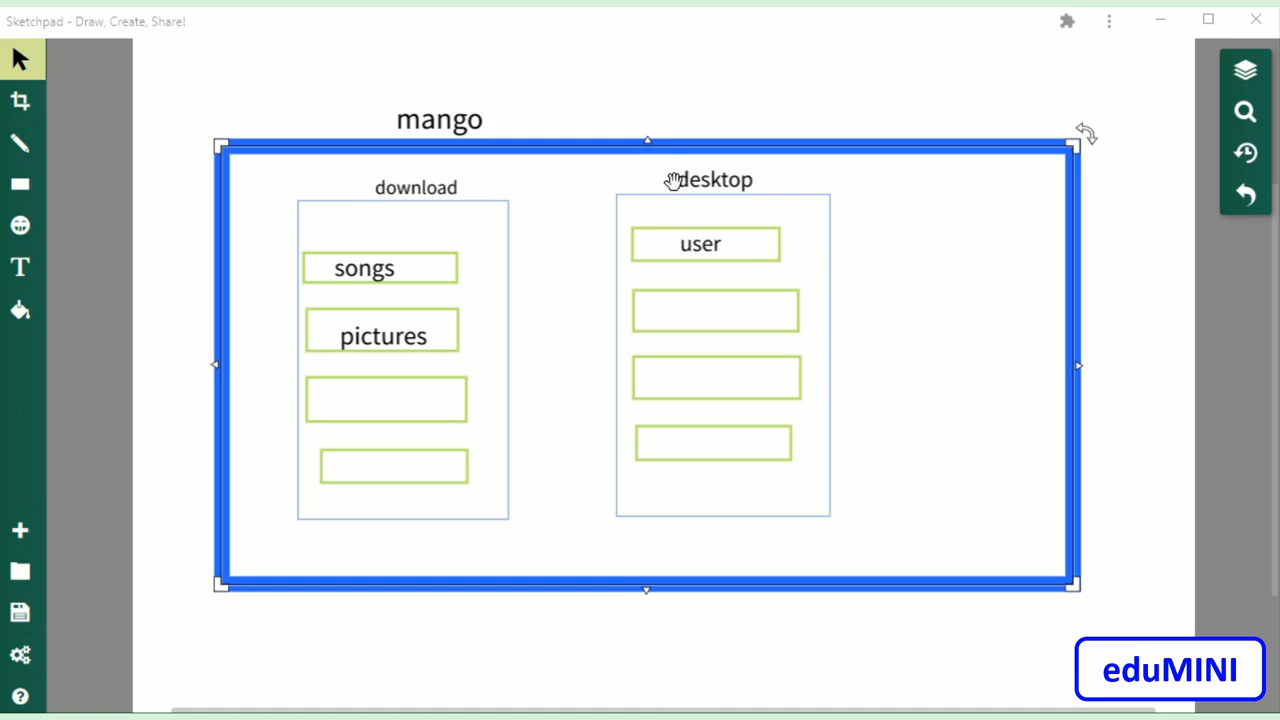 Sketchpad - Draw, Create, Share!
mango
download
desktop
songs
user
pictures
eduMINI